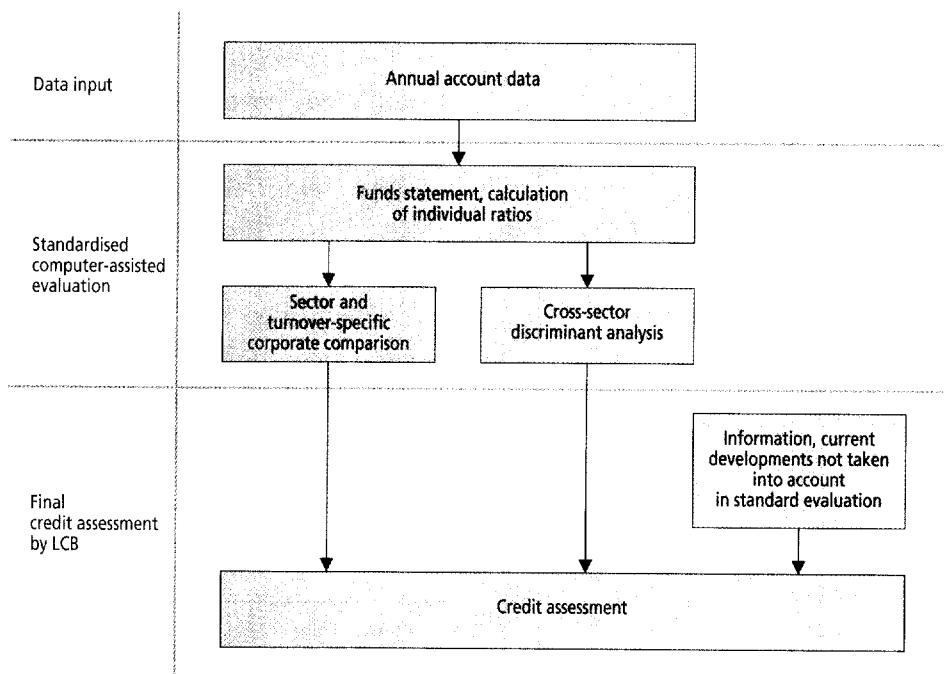 Data input
Annual account data
Standardised
computer-assisted
evaluation
Funds statement, calculation
of individual ratios
Sector and
turnover-specific
corporate comparison
Cross-sector
discriminant analysis
Final
credit assessment
by LCB
Information, current
developments not taken
into account
in standard evaluation
Credit assessment